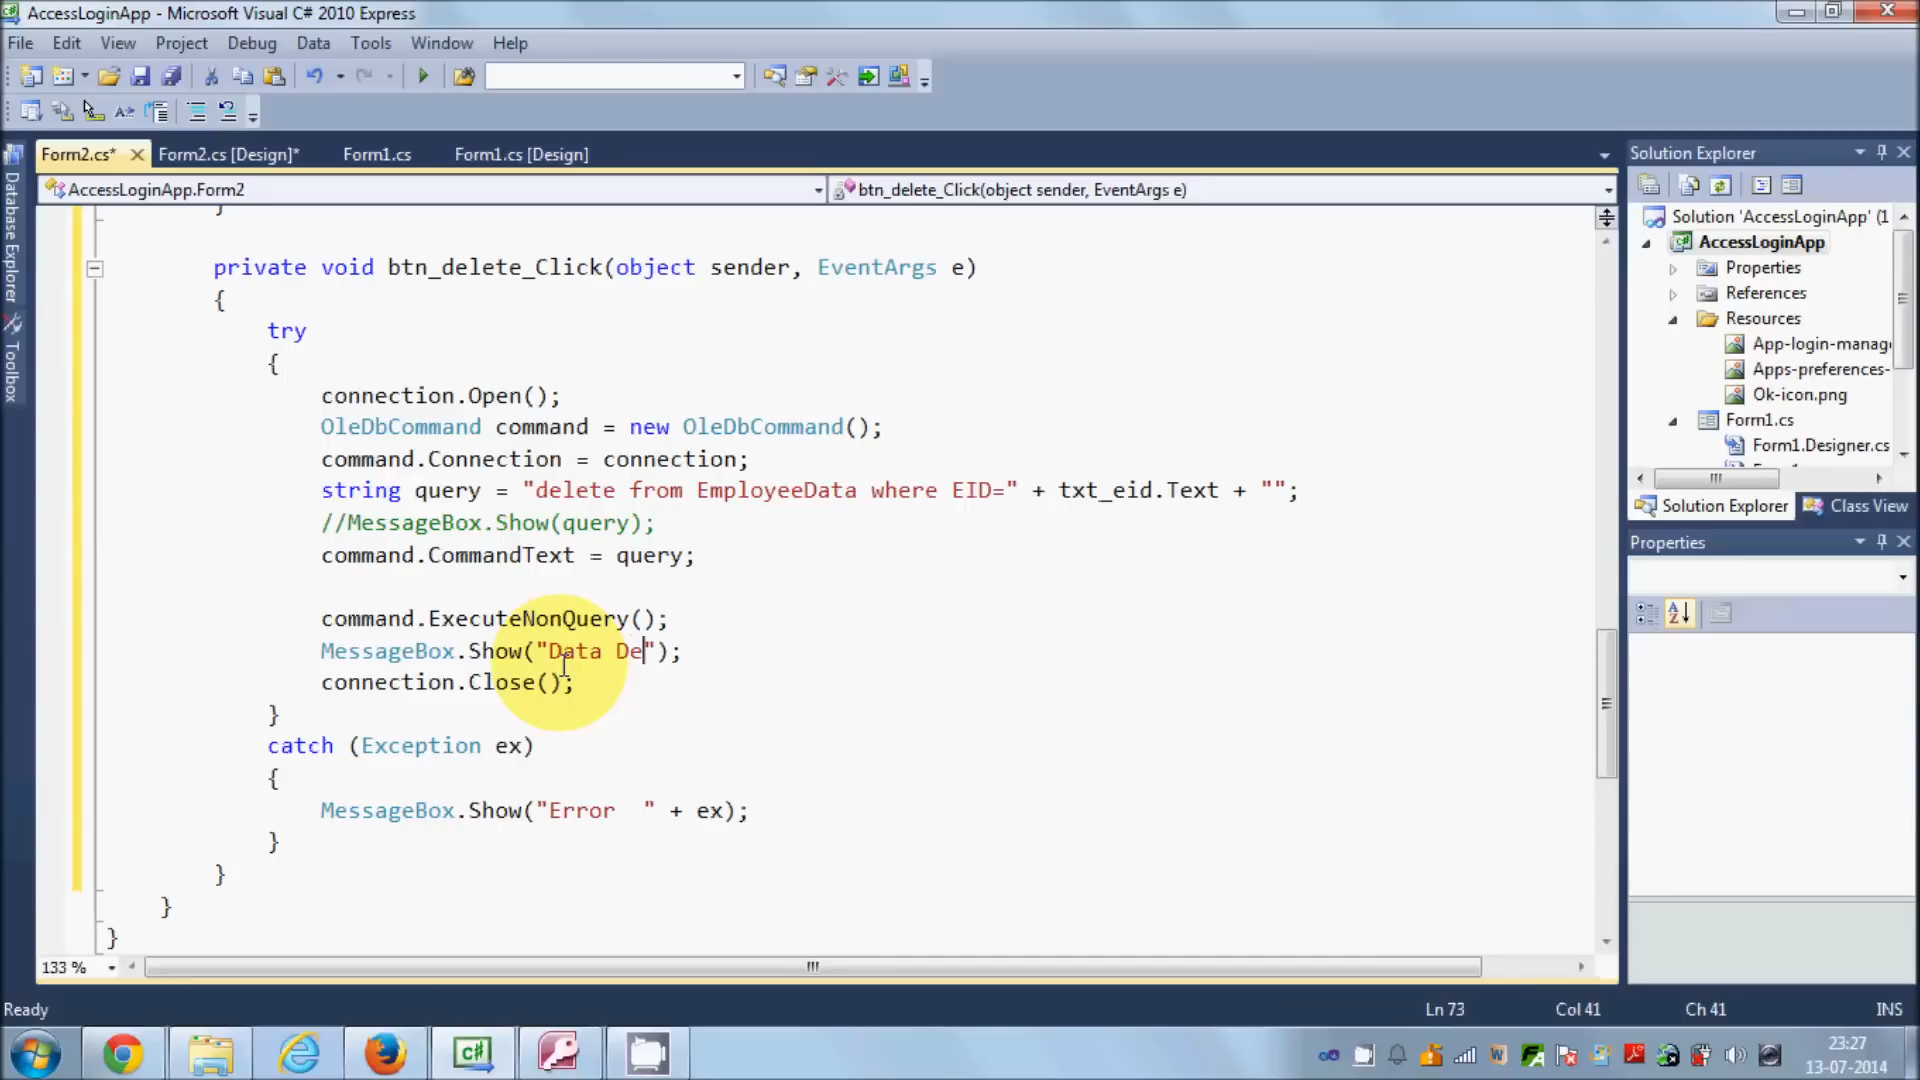 AccessLoginApp - Microsoft Visual C# 2010 Express
File Edit View Project Debug Data Tools Window Help
Form2.cs* Form2.cs [Design]* Form1.cs Form1.cs [Design]
AccessLoginApp.Form2 btn_delete_Click(object sender, EventArgs e)
Database Explorer
Toolbox
}
private void btn_delete_Click(object sender, EventArgs e)
{
try
{
connection.Open();
OleDbCommand command = new OleDbCommand();
command.Connection = connection;
string query = "delete from EmployeeData where EID=" + txt_eid.Text + "";
//MessageBox.Show(query);
command.CommandText = query;
command.ExecuteNonQuery();
MessageBox.Show("Data De");
connection.Close();
}
catch (Exception ex)
{
MessageBox.Show("Error  " + ex);
}
}
}
}
133 %
Solution Explorer
Solution 'AccessLoginApp' (1
AccessLoginApp
Properties
References
Resources
App-login-manag
Apps-preferences-
Ok-icon.png
Form1.cs
Form1.Designer.cs
Solution Explorer Class View
Properties
Ready Ln 73 Col 41 Ch 41 INS
23:27
13-07-2014